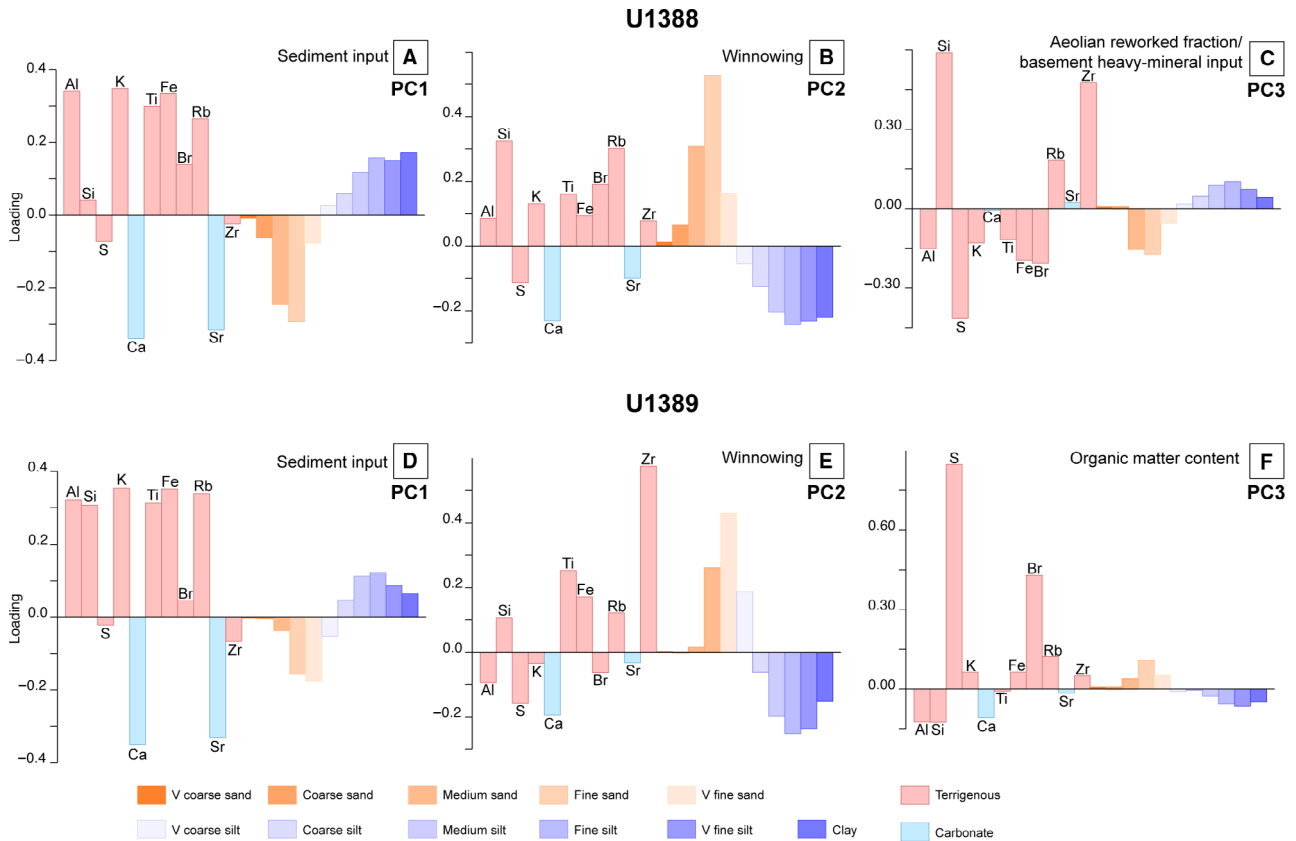 U1388
Sediment input A
PC1
Loading
0.4
0.2
0.0
−0.2
−0.4
Al
Si
S
K
Ca
Ti
Fe
Br
Rb
Sr
Zr
Winnowing B
PC2
0.4
0.2
0.0
−0.2
Al
Si
S
K
Ca
Ti
Fe
Br
Rb
Sr
Zr
Aeolian reworked fraction/
basement heavy-mineral input C
PC3
0.30
0.00
−0.30
Al
Si
S
K
Ca
Ti
Fe
Br
Rb
Sr
Zr
U1389
Sediment input D
PC1
Loading
0.4
0.2
0.0
−0.2
−0.4
Al
Si
S
K
Ca
Ti
Fe
Br
Rb
Sr
Zr
Winnowing E
PC2
0.4
0.2
0.0
−0.2
Al
Si
S
K
Ca
Ti
Fe
Br
Rb
Sr
Zr
Organic matter content F
PC3
0.60
0.30
0.00
Al
Si
S
K
Ca
Ti
Fe
Br
Rb
Sr
Zr
V coarse sand Coarse sand Medium sand Fine sand V fine sand Terrigenous
V coarse silt Coarse silt Medium silt Fine silt V fine silt Clay Carbonate